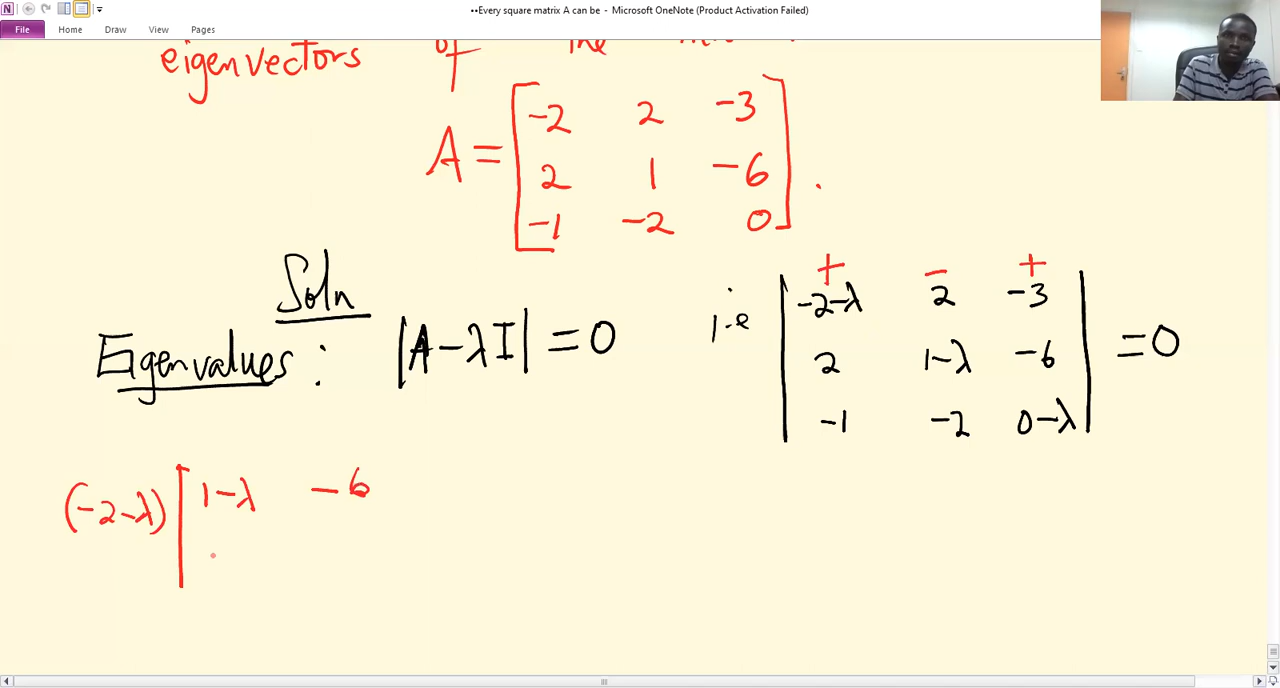 ••Every square matrix A can be - Microsoft OneNote (Product Activation Failed)
File Home Draw View Pages
eigenvectors of the
A = [ -2 2 -3
2 1 -6
-1 -2 0 ] .
Soln
Eigenvalues : |A-λI| = 0
i.e | -2-λ 2 -3
2 1-λ -6
-1 -2 0-λ | = 0
+ - +
(-2-λ) | 1-λ -6